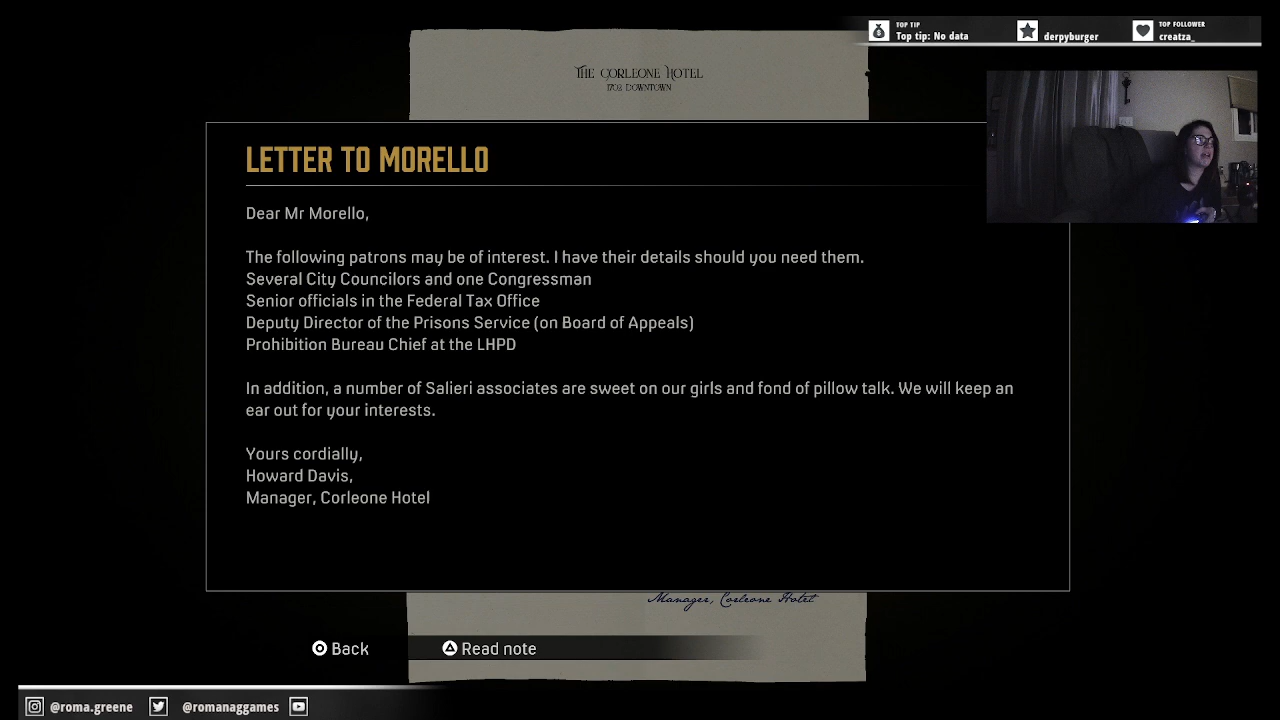 TOP TIP
Top tip: No data
derpyburger
TOP FOLLOWER
creatza_
THE CORLEONE HOTEL
1702 DOWNTOWN
LETTER TO MORELLO
Dear Mr Morello,
The following patrons may be of interest. I have their details should you need them.
Several City Councilors and one Congressman
Senior officials in the Federal Tax Office
Deputy Director of the Prisons Service (on Board of Appeals)
Prohibition Bureau Chief at the LHPD
In addition, a number of Salieri associates are sweet on our girls and fond of pillow talk. We will keep an
ear out for your interests.
Yours cordially,
Howard Davis,
Manager, Corleone Hotel
Manager, Corleone Hotel
Back
Read note
@roma.greene
@romanaggames